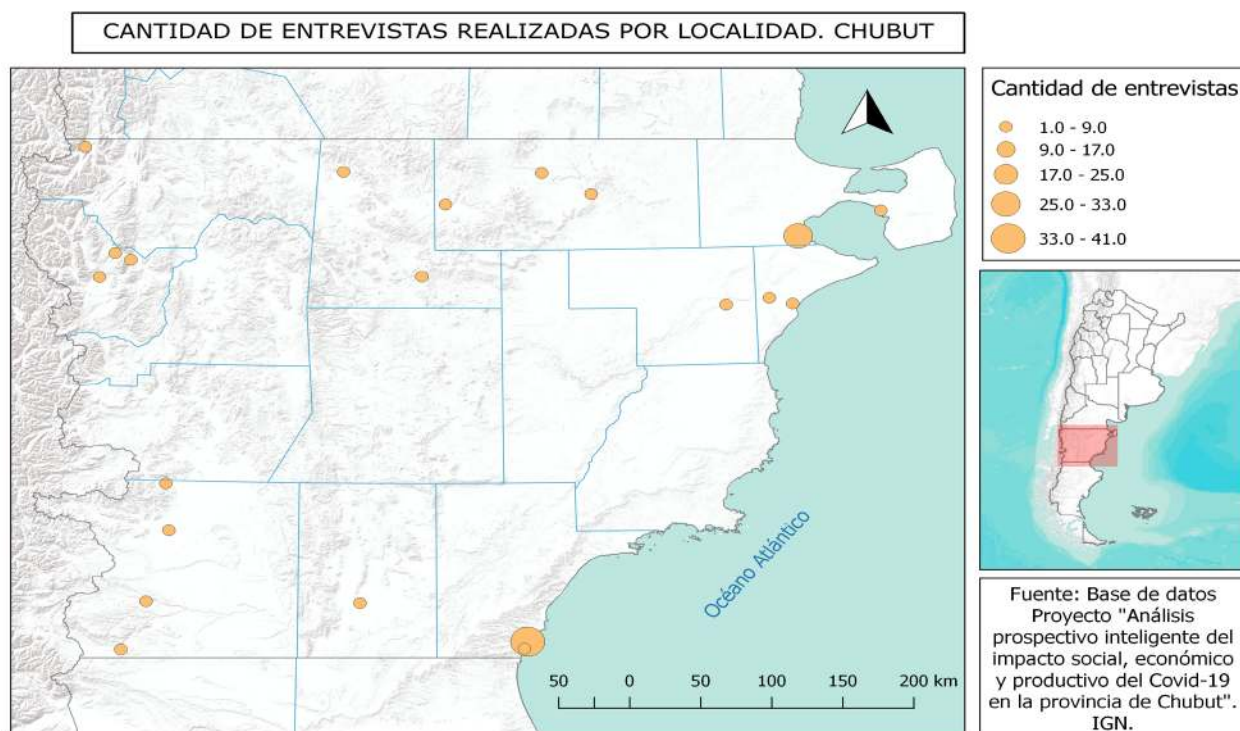 CANTIDAD DE ENTREVISTAS REALIZADAS POR LOCALIDAD. CHUBUT
Cantidad de entrevistas
1.0 - 9.0
9.0 - 17.0
17.0 - 25.0
25.0 - 33.0
33.0 - 41.0
Océano Atlántico
50 0 50 100 150 200 km
Fuente: Base de datos
Proyecto "Análisis
prospectivo inteligente del
impacto social, económico
y productivo del Covid-19
en la provincia de Chubut".
IGN.